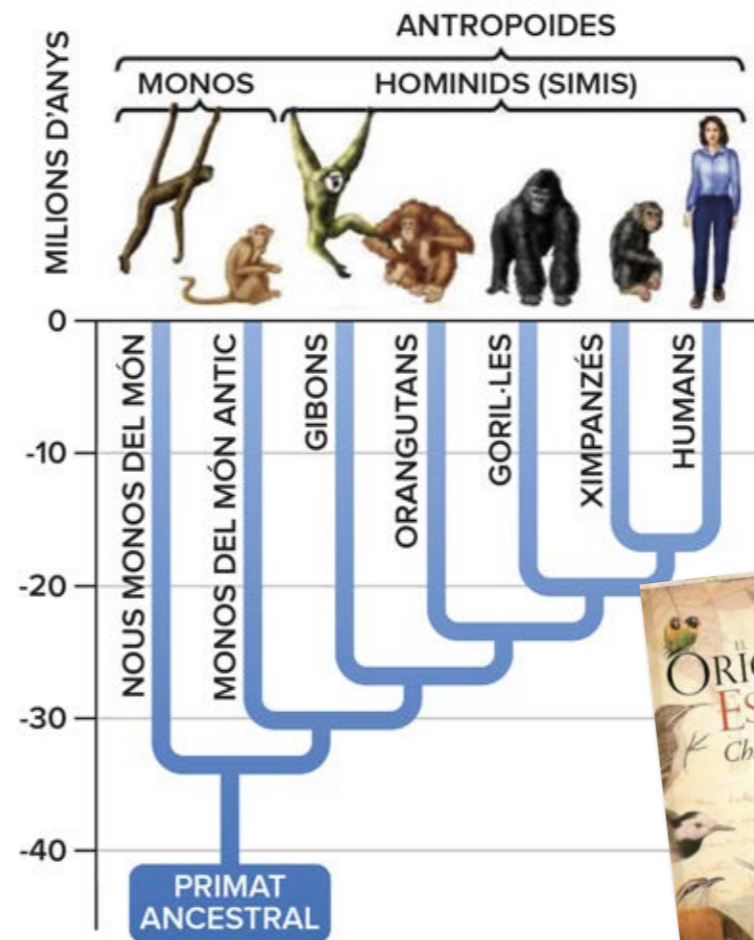 ANTROPOIDES
MONOS
HOMINIDS (SIMIS)
MILIONS D'ANYS
0
-10
-20
-30
-40
NOUS MONOS DEL MÓN
MONOS DEL MÓN ANTIC
GIBONS
ORANGUTANS
GORIL·LES
XIMPANZÉS
HUMANS
PRIMAT
ANCESTRAL
EL